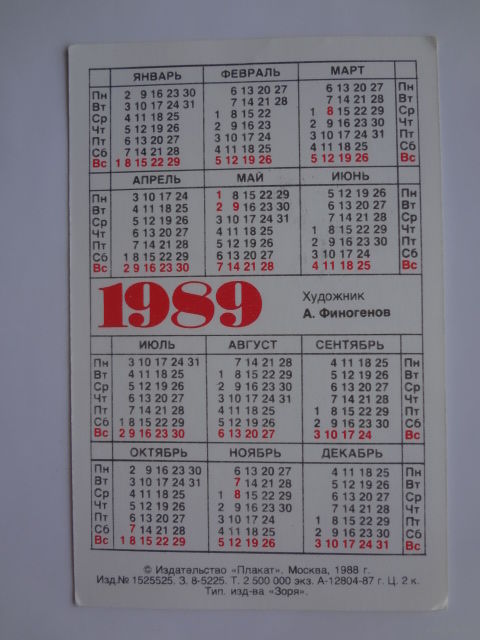 ЯНВАРЬ ФЕВРАЛЬ МАРТ
Пн 2 9 16 23 30 6 13 20 27 6 13 20 27 Пн
Вт 3 10 17 24 31 7 14 21 28 7 14 21 28 Вт
Ср 4 11 18 25 1 8 15 22 1 8 15 22 29 Ср
Чт 5 12 19 26 2 9 16 23 2 9 16 23 30 Чт
Пт 6 13 20 27 3 10 17 24 3 10 17 24 31 Пт
Сб 7 14 21 28 4 11 18 25 4 11 18 25 Сб
Вс 1 8 15 22 29 5 12 19 26 5 12 19 26 Вс
АПРЕЛЬ МАЙ ИЮНЬ
Пн 3 10 17 24 1 8 15 22 29 5 12 19 26 Пн
Вт 4 11 18 25 2 9 16 23 30 6 13 20 27 Вт
Ср 5 12 19 26 3 10 17 24 31 7 14 21 28 Ср
Чт 6 13 20 27 4 11 18 25 1 8 15 22 29 Чт
Пт 7 14 21 28 5 12 19 26 2 9 16 23 30 Пт
Сб 1 8 15 22 29 6 13 20 27 3 10 17 24 Сб
Вс 2 9 16 23 30 7 14 21 28 4 11 18 25 Вс
1989
Художник
А. Финогенов
ИЮЛЬ АВГУСТ СЕНТЯБРЬ
Пн 3 10 17 24 31 7 14 21 28 4 11 18 25 Пн
Вт 4 11 18 25 1 8 15 22 29 5 12 19 26 Вт
Ср 5 12 19 26 2 9 16 23 30 6 13 20 27 Ср
Чт 6 13 20 27 3 10 17 24 31 7 14 21 28 Чт
Пт 7 14 21 28 4 11 18 25 1 8 15 22 29 Пт
Сб 1 8 15 22 29 5 12 19 26 2 9 16 23 30 Сб
Вс 2 9 16 23 30 6 13 20 27 3 10 17 24 Вс
ОКТЯБРЬ НОЯБРЬ ДЕКАБРЬ
Пн 2 9 16 23 30 6 13 20 27 4 11 18 25 Пн
Вт 3 10 17 24 31 7 14 21 28 5 12 19 26 Вт
Ср 4 11 18 25 1 8 15 22 29 6 13 20 27 Ср
Чт 5 12 19 26 2 9 16 23 30 7 14 21 28 Чт
Пт 6 13 20 27 3 10 17 24 1 8 15 22 29 Пт
Сб 7 14 21 28 4 11 18 25 2 9 16 23 30 Сб
Вс 1 8 15 22 29 5 12 19 26 3 10 17 24 31 Вс
© Издательство «Плакат». Москва, 1988 г.
Изд.№ 1525525. З. 8-5225. Т. 2 500 000 экз. А-12804-87 г. Ц. 2 к.
Тип. изд-ва «Зоря».